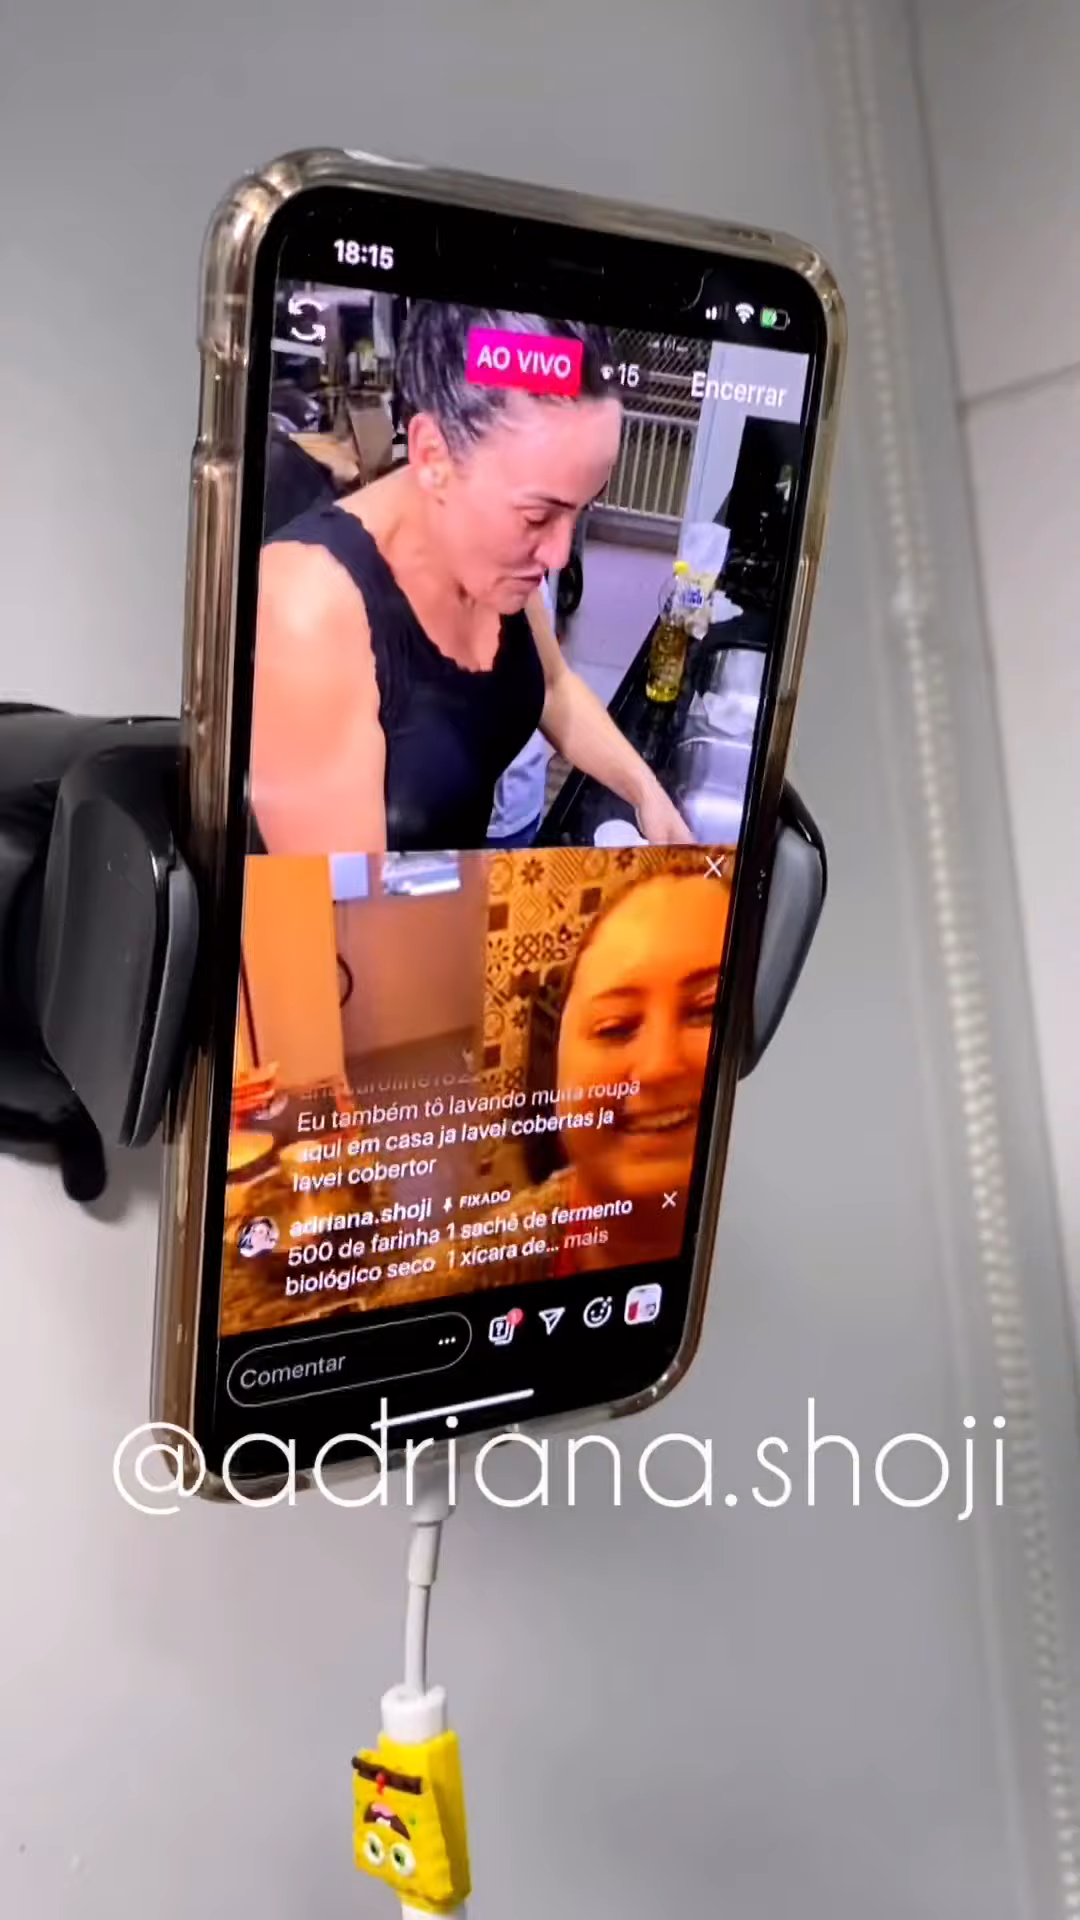 18:15
AO VIVO
15
Encerrar
Eu também tô lavando muita roupa
aqui em casa ja lavei cobertas ja
lavei cobertor
adriana.shoji FIXADO
500 de farinha 1 sachê de fermento
biológico seco 1 xícara de... mais
Comentar
@adriana.shoji